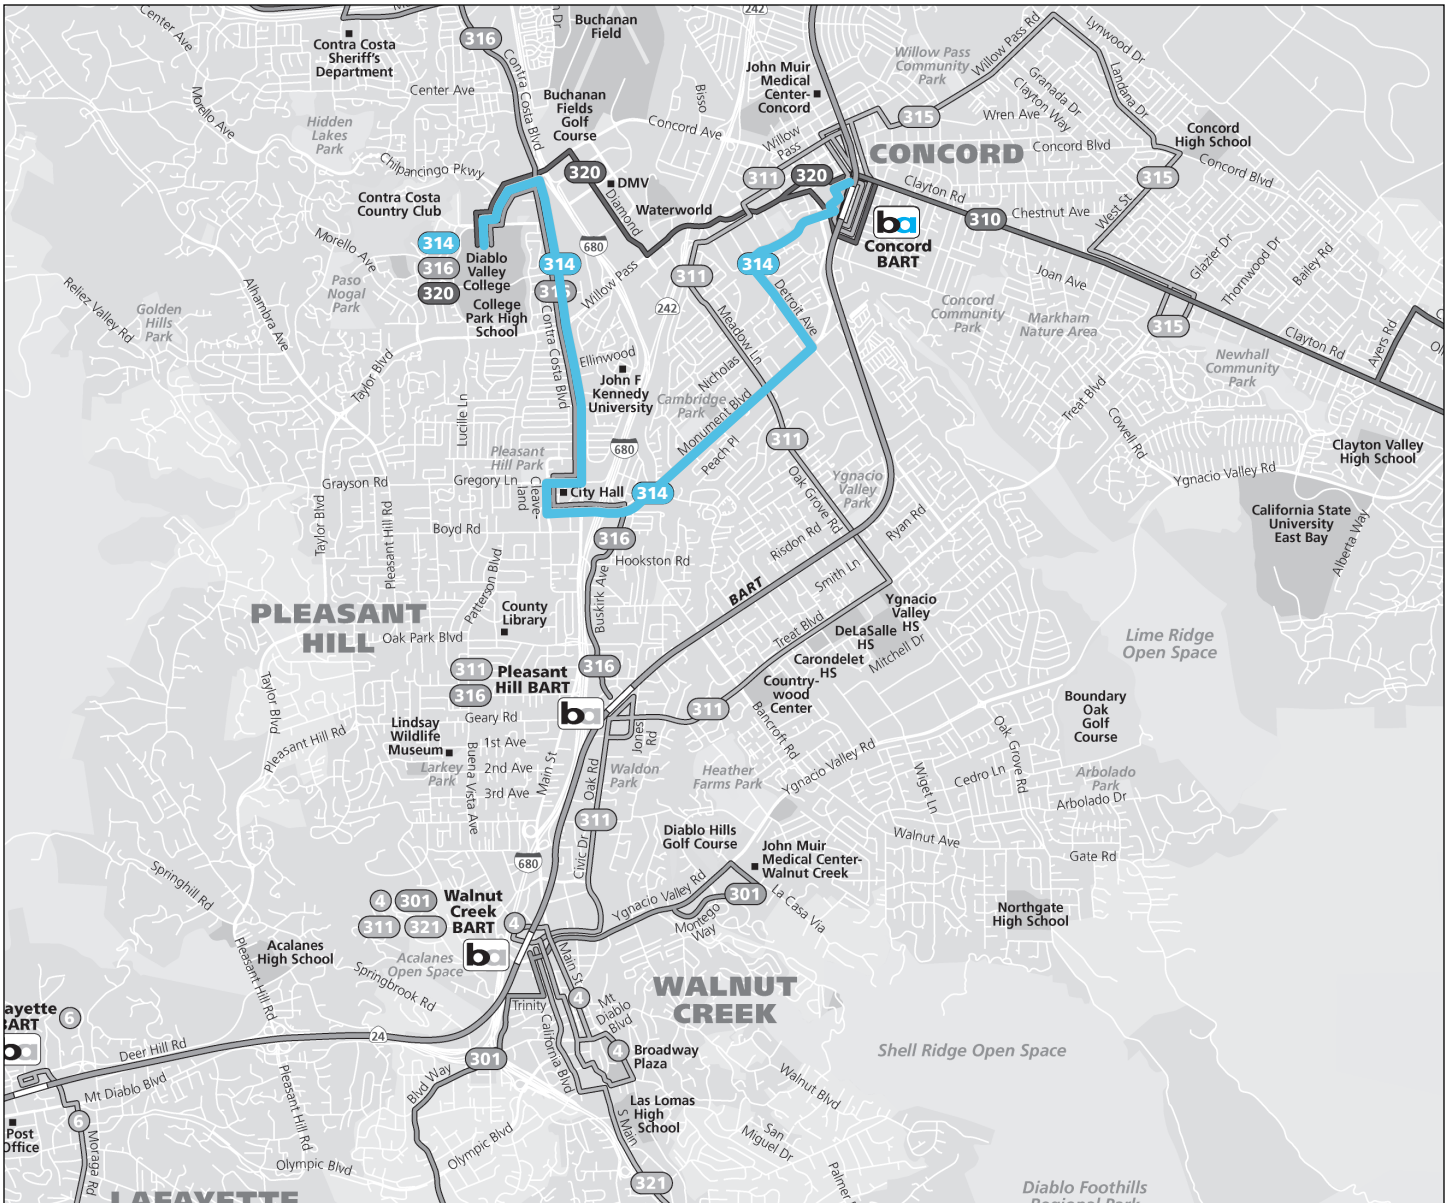 Center Ave
Contra Costa
Sheriff's
Department
316
Contra Costa Blvd
Buchanan
Field
242
John Muir
Medical
Center-
Concord
Willow Pass
Community
Park
Willow Pass Rd
Lynwood Dr
Landana Dr
Granada Dr
Clayton Way
Wren Ave
Concord Blvd
Concord
High School
Concord Blvd
Center Ave
Morello Ave
Hidden
Lakes
Park
Buchanan
Fields
Golf
Course
Bisso
Concord Ave
Willow
Pass
315
CONCORD
Chilpancingo Pkwy
320
DMV
Diamond
Waterworld
311
320
Clayton Rd
310
Chestnut Ave
315
West St
Contra Costa
Country Club
314
316
320
Diablo
Valley
College
College
Park High
School
Morello Ave
Paso
Nogal
Park
Alhambra Ave
Golden
Hills
Park
Reliez Valley Rd
314
316
680
Willow Pass
242
311
314
Detroit Ave
ba
Concord
BART
Joan Ave
Glazier Dr
Thornwood Dr
Bailey Rd
Concord
Community
Park
Markham
Nature Area
315
Clayton Rd
Ayers Rd
Newhall
Community
Park
Taylor Blvd
Contra Costa Blvd
Ellinwood
John F
Kennedy
University
Meadow Ln
Nicholas
Cambridge
Park
Monument Blvd
Peach Pl
311
Treat Blvd
Cowell Rd
Clayton Valley
High School
Ygnacio Valley Rd
Lucille Ln
Pleasant
Hill Park
Gregory Ln
Cleave-
land
City Hall
680
314
Grayson Rd
Taylor Blvd
Pleasant Hill Rd
Boyd Rd
Patterson Blvd
316
Hookston Rd
Oak Grove Rd
Ygnacio
Valley
Park
Risdon Rd
Ryan Rd
Smith Ln
BART
California State
University
East Bay
Alberta Way
PLEASANT
HILL
County
Library
Oak Park Blvd
Buskirk Ave
316
Treat Blvd
Ygnacio
Valley
HS
DeLaSalle
HS
Carondelet
HS
Mitchell Dr
Country-
wood
Center
Lime Ridge
Open Space
311
316
Pleasant
Hill BART
ba
311
Jones
Rd
Bancroft Rd
Boundary
Oak
Golf
Course
Taylor Blvd
Pleasant Hill Rd
Lindsay
Wildlife
Museum
Larkey
Park
Geary Rd
1st Ave
2nd Ave
3rd Ave
Buena Vista Ave
Main St
Oak Rd
Waldon
Park
Heather
Farms Park
Ygnacio Valley Rd
Oak Grove Rd
Wiget Ln
Cedro Ln
Arbolado
Park
Arbolado Dr
311
Civic Dr
680
Diablo Hills
Golf Course
John Muir
Medical Center-
Walnut Creek
Walnut Ave
Gate Rd
Springhill Rd
4
301
311
321
Walnut
Creek
BART
4
ba
Ygnacio Valley Rd
301
Montego
Way
La Casa Via
Northgate
High School
Pleasant Hill Rd
Acalanes
High School
Acalanes
Open Space
Springbrook Rd
Main St
WALNUT
CREEK
ayette
BART
6
ba
Deer Hill Rd
24
Trinity
California Blvd
4
Mt
Diablo
Blvd
4
Broadway
Plaza
Shell Ridge Open Space
Mt Diablo Blvd
6
Post
Office
Moraga Rd
Pleasant Hill Rd
Olympic Blvd
301
Blvd Way
Olympic Blvd
S Main
Las Lomas
High
School
Walnut Blvd
San
Miguel Dr
321
LAFAYETTE
Diablo Foothills
Regional Park